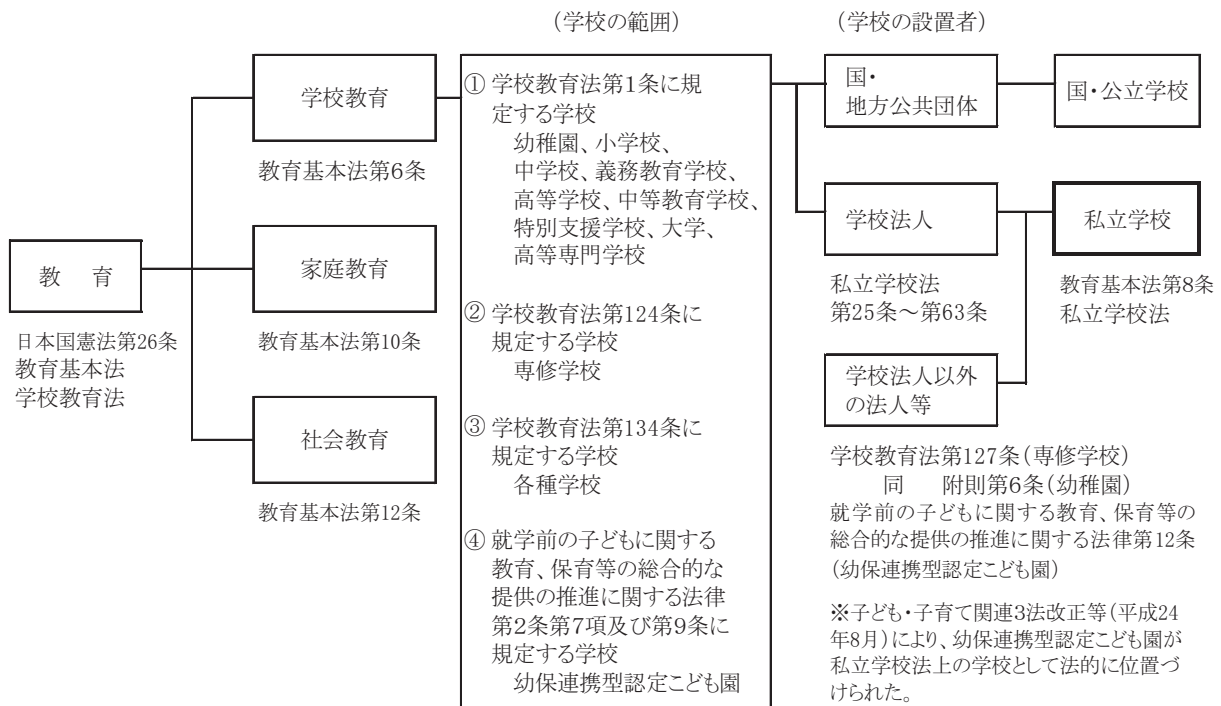 (学校の範囲)
(学校の設置者)
教　育
日本国憲法第26条
教育基本法
学校教育法
学校教育
教育基本法第6条
家庭教育
教育基本法第10条
社会教育
教育基本法第12条
① 学校教育法第1条に規
定する学校
幼稚園、小学校、
中学校、義務教育学校、
高等学校、中等教育学校、
特別支援学校、大学、
高等専門学校
② 学校教育法第124条に
規定する学校
専修学校
③ 学校教育法第134条に
規定する学校
各種学校
④ 就学前の子どもに関する
教育、保育等の総合的な
提供の推進に関する法律
第2条第7項及び第9条に
規定する学校
幼保連携型認定こども園
国・
地方公共団体
国・公立学校
学校法人
私立学校法
第25条～第63条
私立学校
教育基本法第8条
私立学校法
学校法人以外
の法人等
学校教育法第127条(専修学校)
同　附則第6条(幼稚園)
就学前の子どもに関する教育、保育等の
総合的な提供の推進に関する法律第12条
(幼保連携型認定こども園)
※子ども・子育て関連3法改正等(平成24
年8月)により、幼保連携型認定こども園が
私立学校法上の学校として法的に位置づ
けられた。